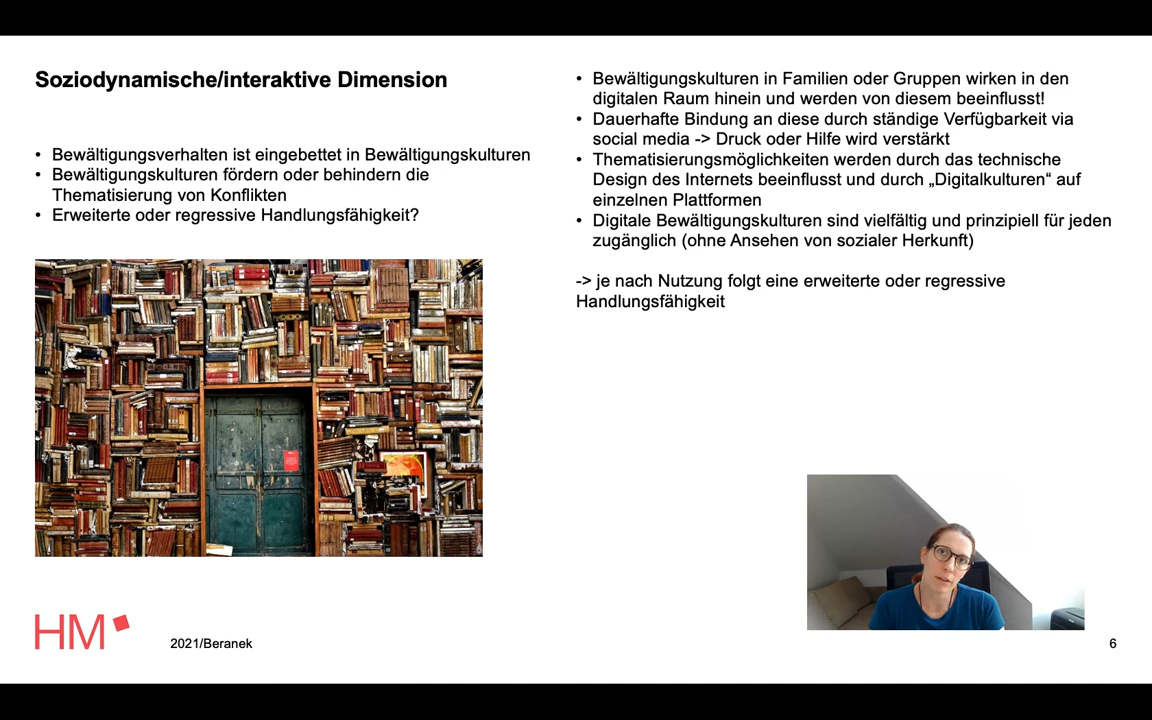 Soziodynamische/interaktive Dimension
• Bewältigungsverhalten ist eingebettet in Bewältigungskulturen
• Bewältigungskulturen fördern oder behindern die
Thematisierung von Konflikten
• Erweiterte oder regressive Handlungsfähigkeit?
• Bewältigungskulturen in Familien oder Gruppen wirken in den
digitalen Raum hinein und werden von diesem beeinflusst!
• Dauerhafte Bindung an diese durch ständige Verfügbarkeit via
social media -> Druck oder Hilfe wird verstärkt
• Thematisierungsmöglichkeiten werden durch das technische
Design des Internets beeinflusst und durch „Digitalkulturen“ auf
einzelnen Plattformen
• Digitale Bewältigungskulturen sind vielfältig und prinzipiell für jeden
zugänglich (ohne Ansehen von sozialer Herkunft)
-> je nach Nutzung folgt eine erweiterte oder regressive
Handlungsfähigkeit
HM
2021/Beranek
6